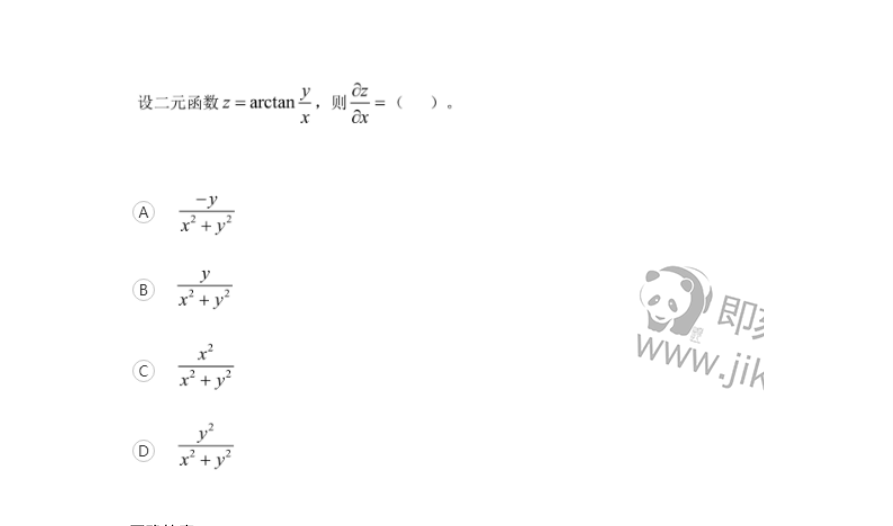 设二元函数 z = arctan y/x ，则 ∂z/∂x = （ ）。
A -y/(x² + y²)
B y/(x² + y²)
C x²/(x² + y²)
D y²/(x² + y²)
即
www.jik